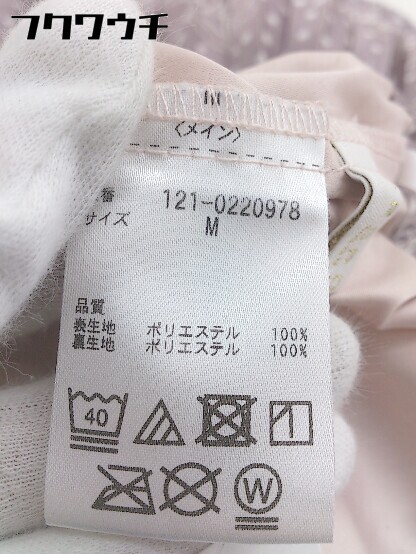 フクワウチ
〈メイン〉
番 121-0220978
サイズ M
品質
表生地 ポリエステル 100%
裏生地 ポリエステル 100%
40
W